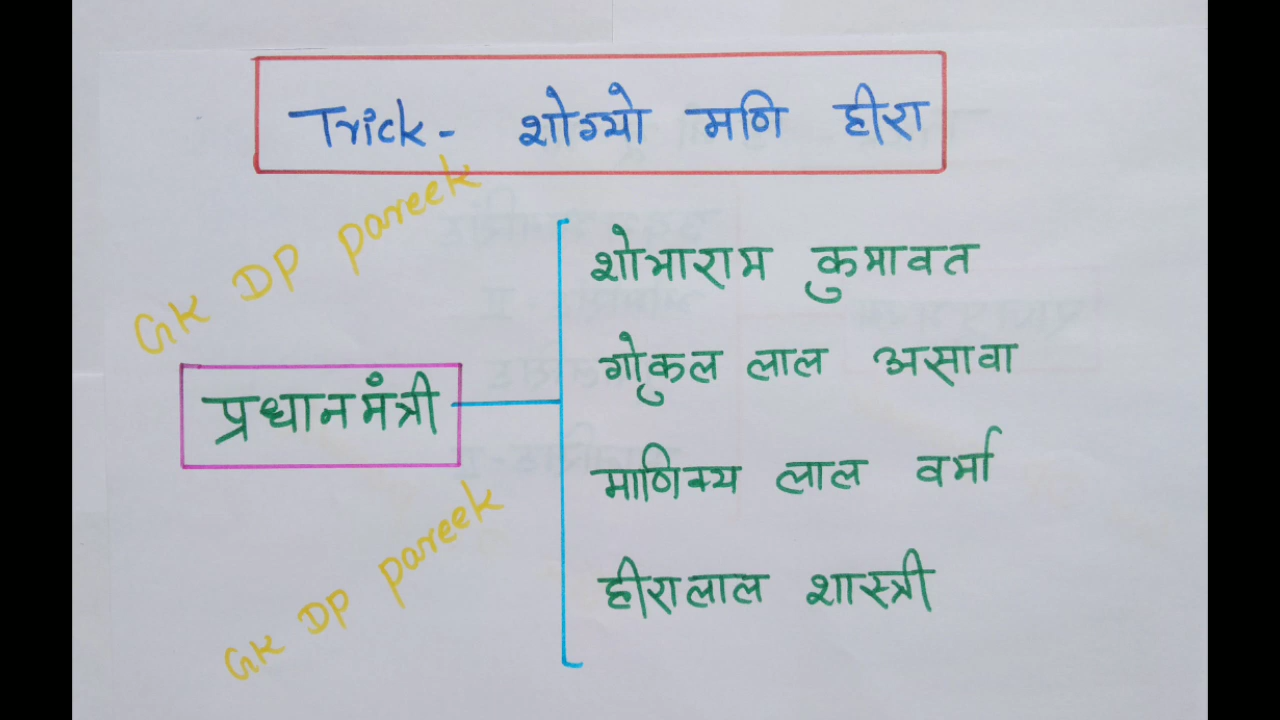 Trick- शोग्यो मणि हीरा
GK DP pareek
शोभाराम कुमावत
गोकुल लाल असावा
प्रधानमंत्री
माणिक्य लाल वर्मा
GK DP pareek
हीरालाल शास्त्री